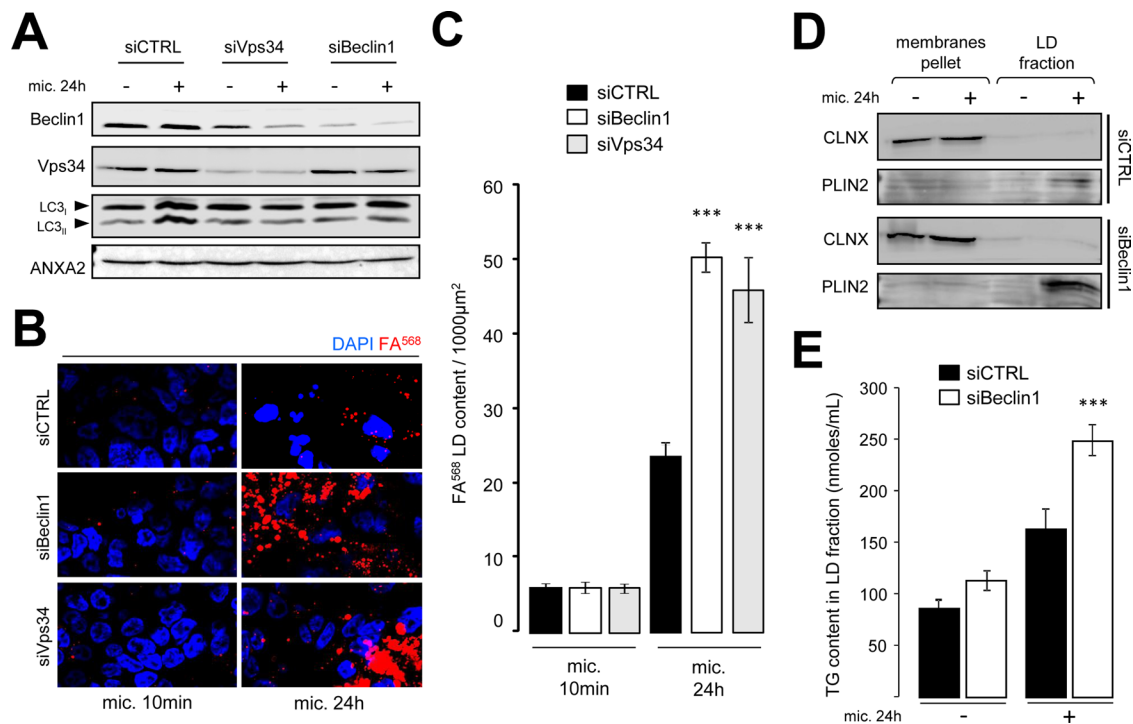 A
siCTRL siVps34 siBeclin1
mic. 24h - + - + - +
Beclin1
Vps34
LC3I
LC3II
ANXA2
B
DAPI FA568
siCTRL
siBeclin1
siVps34
mic. 10min mic. 24h
C
siCTRL
siBeclin1
siVps34
FA568 LD content / 1000µm2
60
50
40
30
20
10
0
*** ***
mic. 10min
mic. 24h
D
membranes pellet
LD fraction
mic. 24h - + - +
CLNX
PLIN2
siCTRL
CLNX
PLIN2
siBeclin1
E
siCTRL
siBeclin1
TG content in LD fraction (nmoles/mL)
300
250
200
150
100
50
***
mic. 24h - +